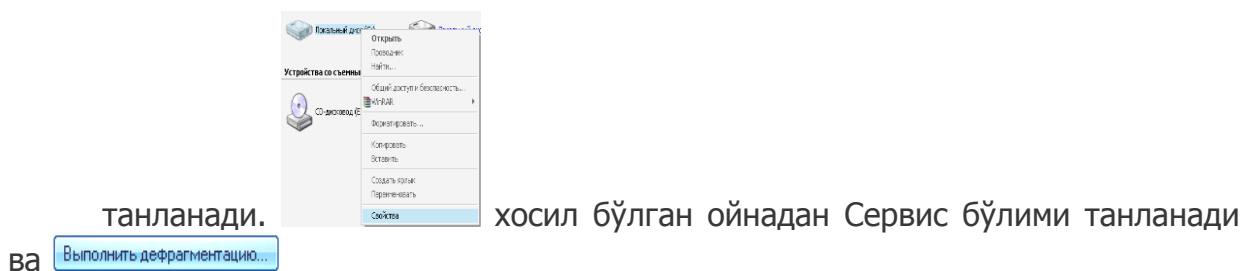 Локальный дис
Открыть
Проводник
Найти...
Устройства со съемны
Общий доступ и безопасность...
WinRAR
CD-дисковод (E
Форматировать...
Копировать
Вставить
Создать ярлык
Переименовать
Свойства
танланади. хосил бўлган ойнадан Сервис бўлими танланади
ва Выполнить дефрагментацию...